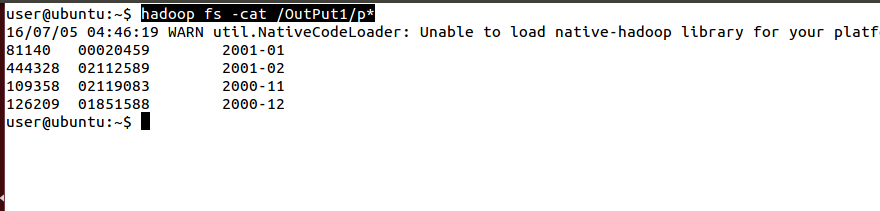 user@ubuntu:~$ hadoop fs -cat /OutPut1/p*
16/07/05 04:46:19 WARN util.NativeCodeLoader: Unable to load native-hadoop library for your platf
81140 00020459 2001-01
444328 02112589 2001-02
109358 02119083 2000-11
126209 01851588 2000-12
user@ubuntu:~$